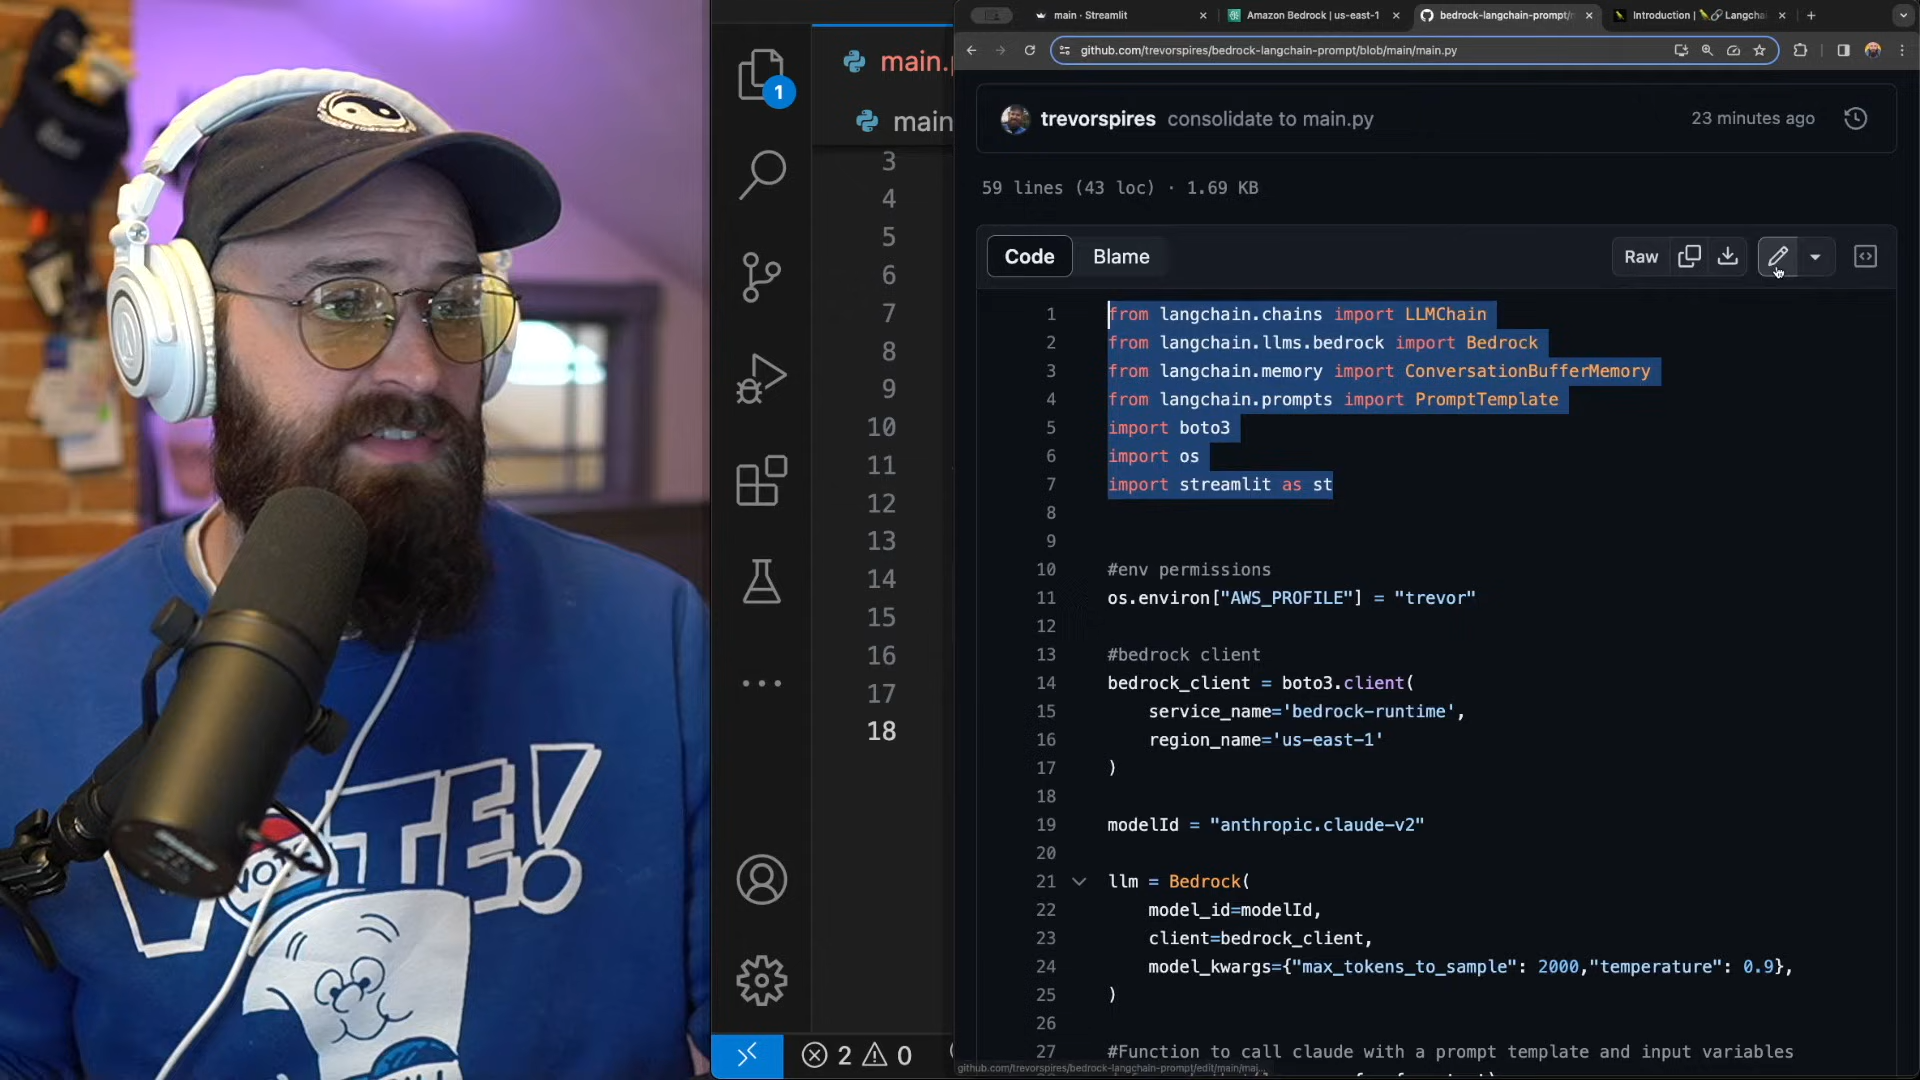 main · Streamlit
Amazon Bedrock | us-east-1
bedrock-langchain-prompt/
Introduction | Langchai
github.com/trevorspires/bedrock-langchain-prompt/blob/main/main.py
trevorspires consolidate to main.py
23 minutes ago
59 lines (43 loc) · 1.69 KB
Code Blame
Raw
1 from langchain.chains import LLMChain
2 from langchain.llms.bedrock import Bedrock
3 from langchain.memory import ConversationBufferMemory
4 from langchain.prompts import PromptTemplate
5 import boto3
6 import os
7 import streamlit as st
8
9
10 #env permissions
11 os.environ["AWS_PROFILE"] = "trevor"
12
13 #bedrock client
14 bedrock_client = boto3.client(
15 service_name='bedrock-runtime',
16 region_name='us-east-1'
17 )
18
19 modelId = "anthropic.claude-v2"
20
21 llm = Bedrock(
22 model_id=modelId,
23 client=bedrock_client,
24 model_kwargs={"max_tokens_to_sample": 2000,"temperature": 0.9},
25 )
26
27 #Function to call claude with a prompt template and input variables
github.com/trevorspires/bedrock-langchain-prompt/edit/main/mai...
1
main.
main
3
4
5
6
7
8
9
10
11
12
13
14
15
16
17
18
2 0
VOTE!
VOTE